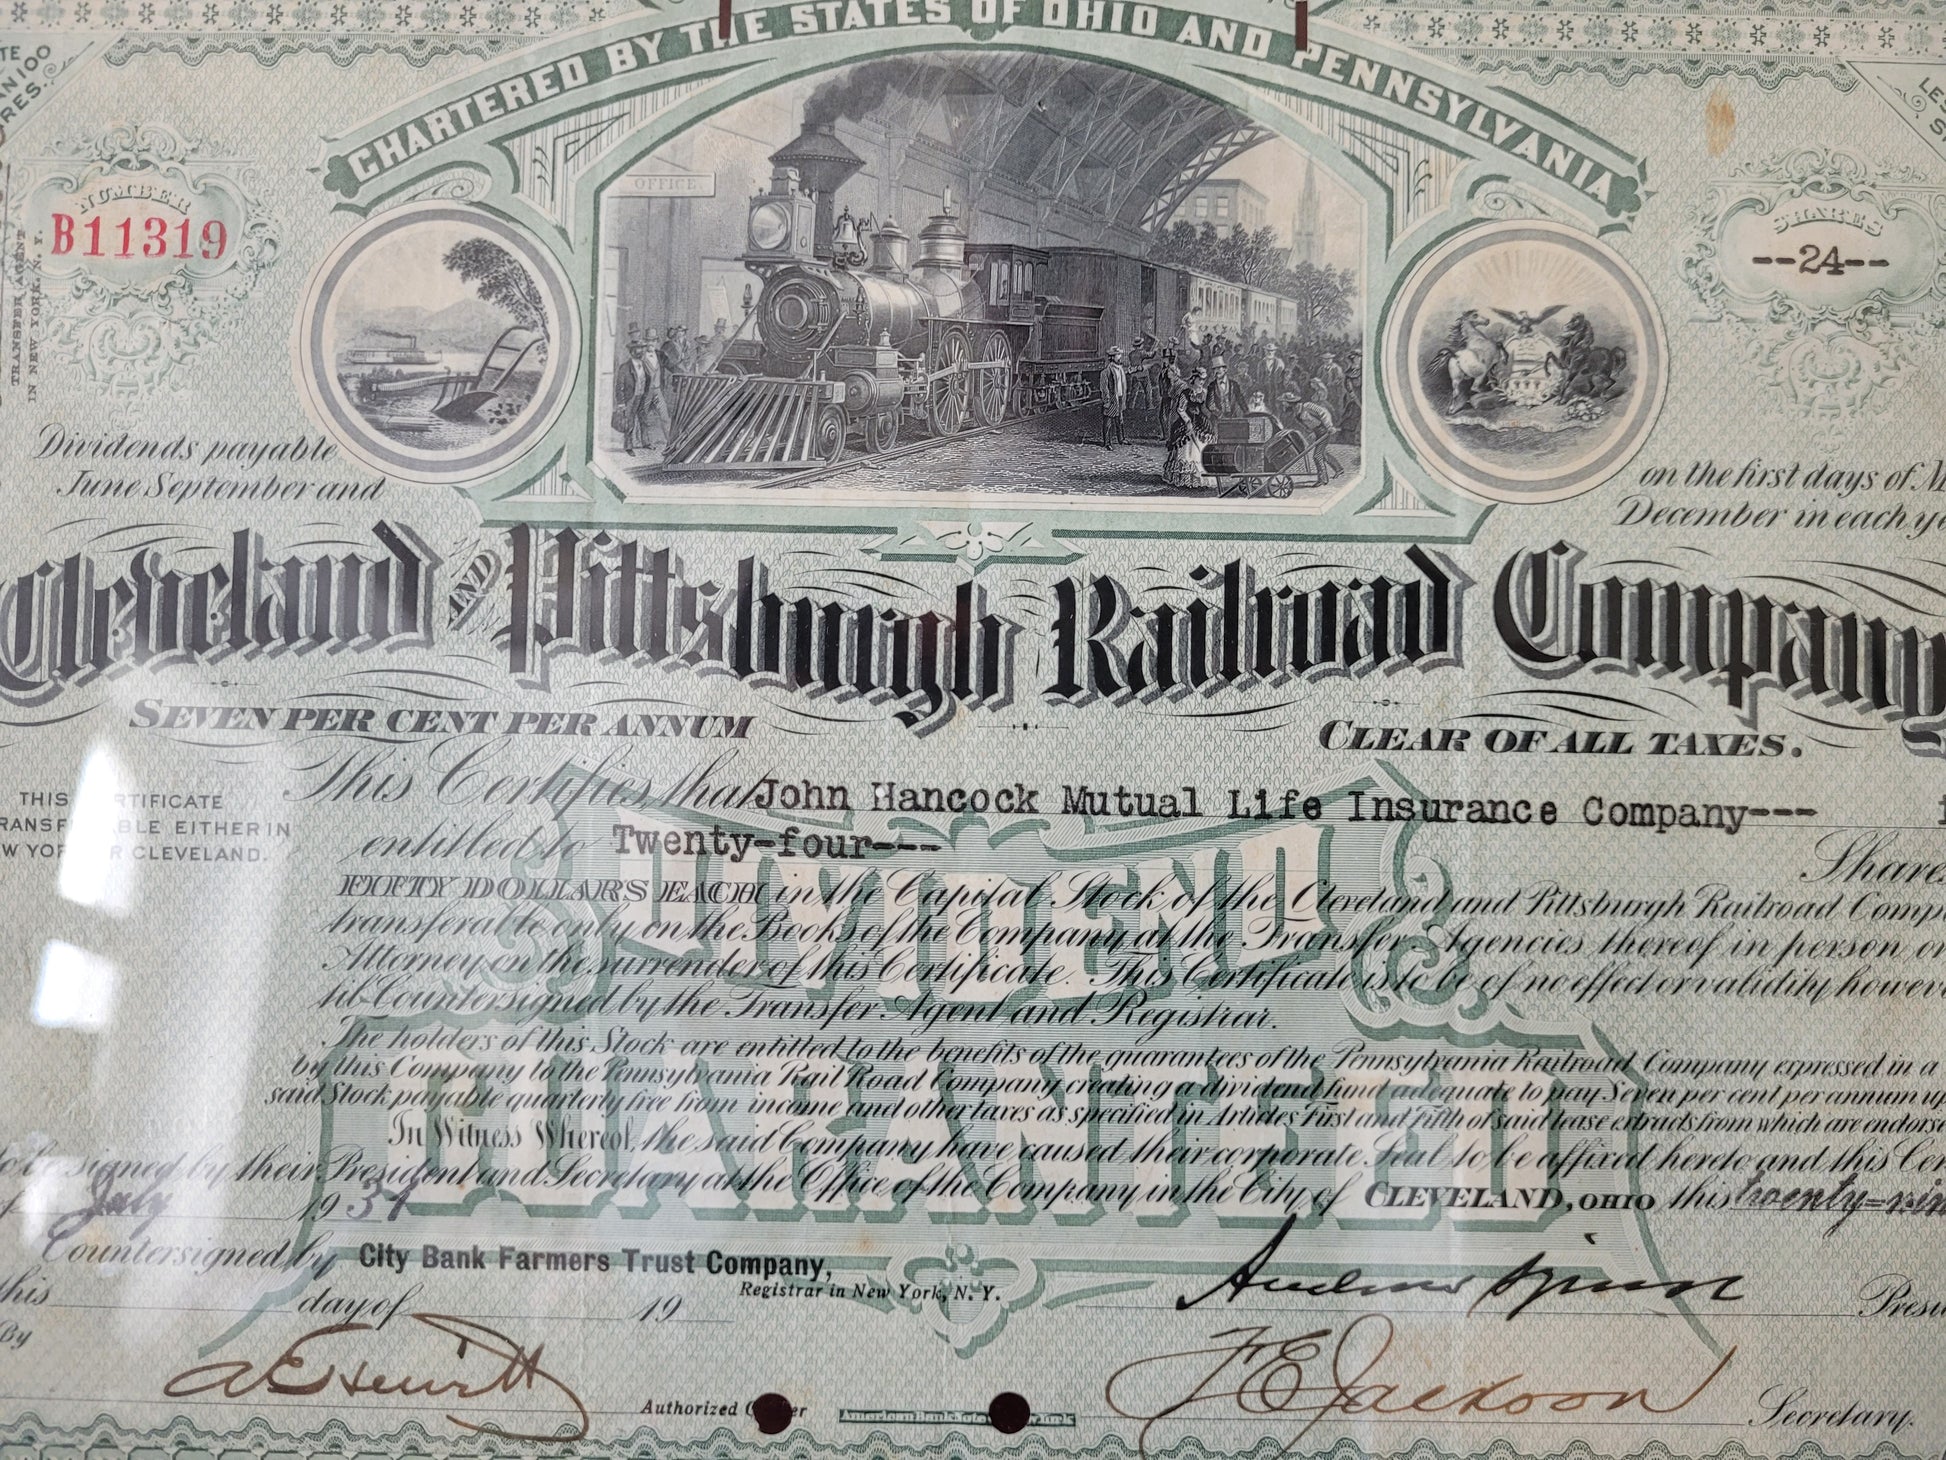 CHARTERED BY THE STATES OF OHIO AND PENNSYLVANIA
NUMBER
B11319
TRANSFER AGENT
IN NEW YORK, N. Y.
OFFICE
SHARES
--24--
Dividends payable
June September and
on the first days of
December in each
Cleveland AND Pittsburgh Railroad Company
SEVEN PER CENT PER ANNUM
CLEAR OF ALL TAXES.
THIS
This Certifies that John Hancock Mutual Life Insurance Company---
entitled to Twenty-four---
Shares
FIFTY DOLLARS EACH in the Capital Stock of the Cleveland and Pittsburgh Railroad
transferable only on the Books of the Company at the Transfer Agencies thereof in person or
Attorney on the surrender of this Certificate. This Certificate is to be of no effect or validity
til Countersigned by the Transfer Agent and Registrar.
EITHER IN
CLEVELAND.
DIVIDEND
GUARANTEED
The holders of this Stock are entitled to the benefits of the guarantees of the Pennsylvania Railroad Company expressed in a
by this Company to the Pennsylvania Rail Road Company creating a dividend fund adequate to pay Seven per cent per annum
said Stock payable quarterly free from income and other taxes as specified in Articles First and Fifth of said lease extracts from which are
In Witness Whereof, the said Company have caused their corporate Seal to be affixed hereto and this
to be signed by their President and Secretary at the Office of the Company in the City of CLEVELAND, OHIO this
July 1937
Countersigned by City Bank Farmers Trust Company,
Registrar in New York, N. Y.
this day of 19
By
Authorized
F E Jackson
Secretary.